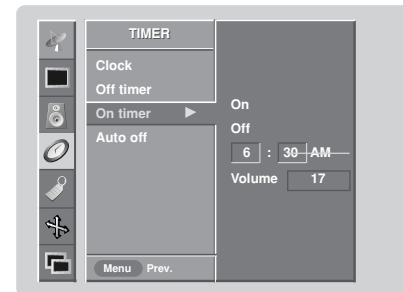 TIMER
Clock
Off timer
On timer ▶
Auto off
On
Off
6 : 30 AM
Volume 17
Menu Prev.